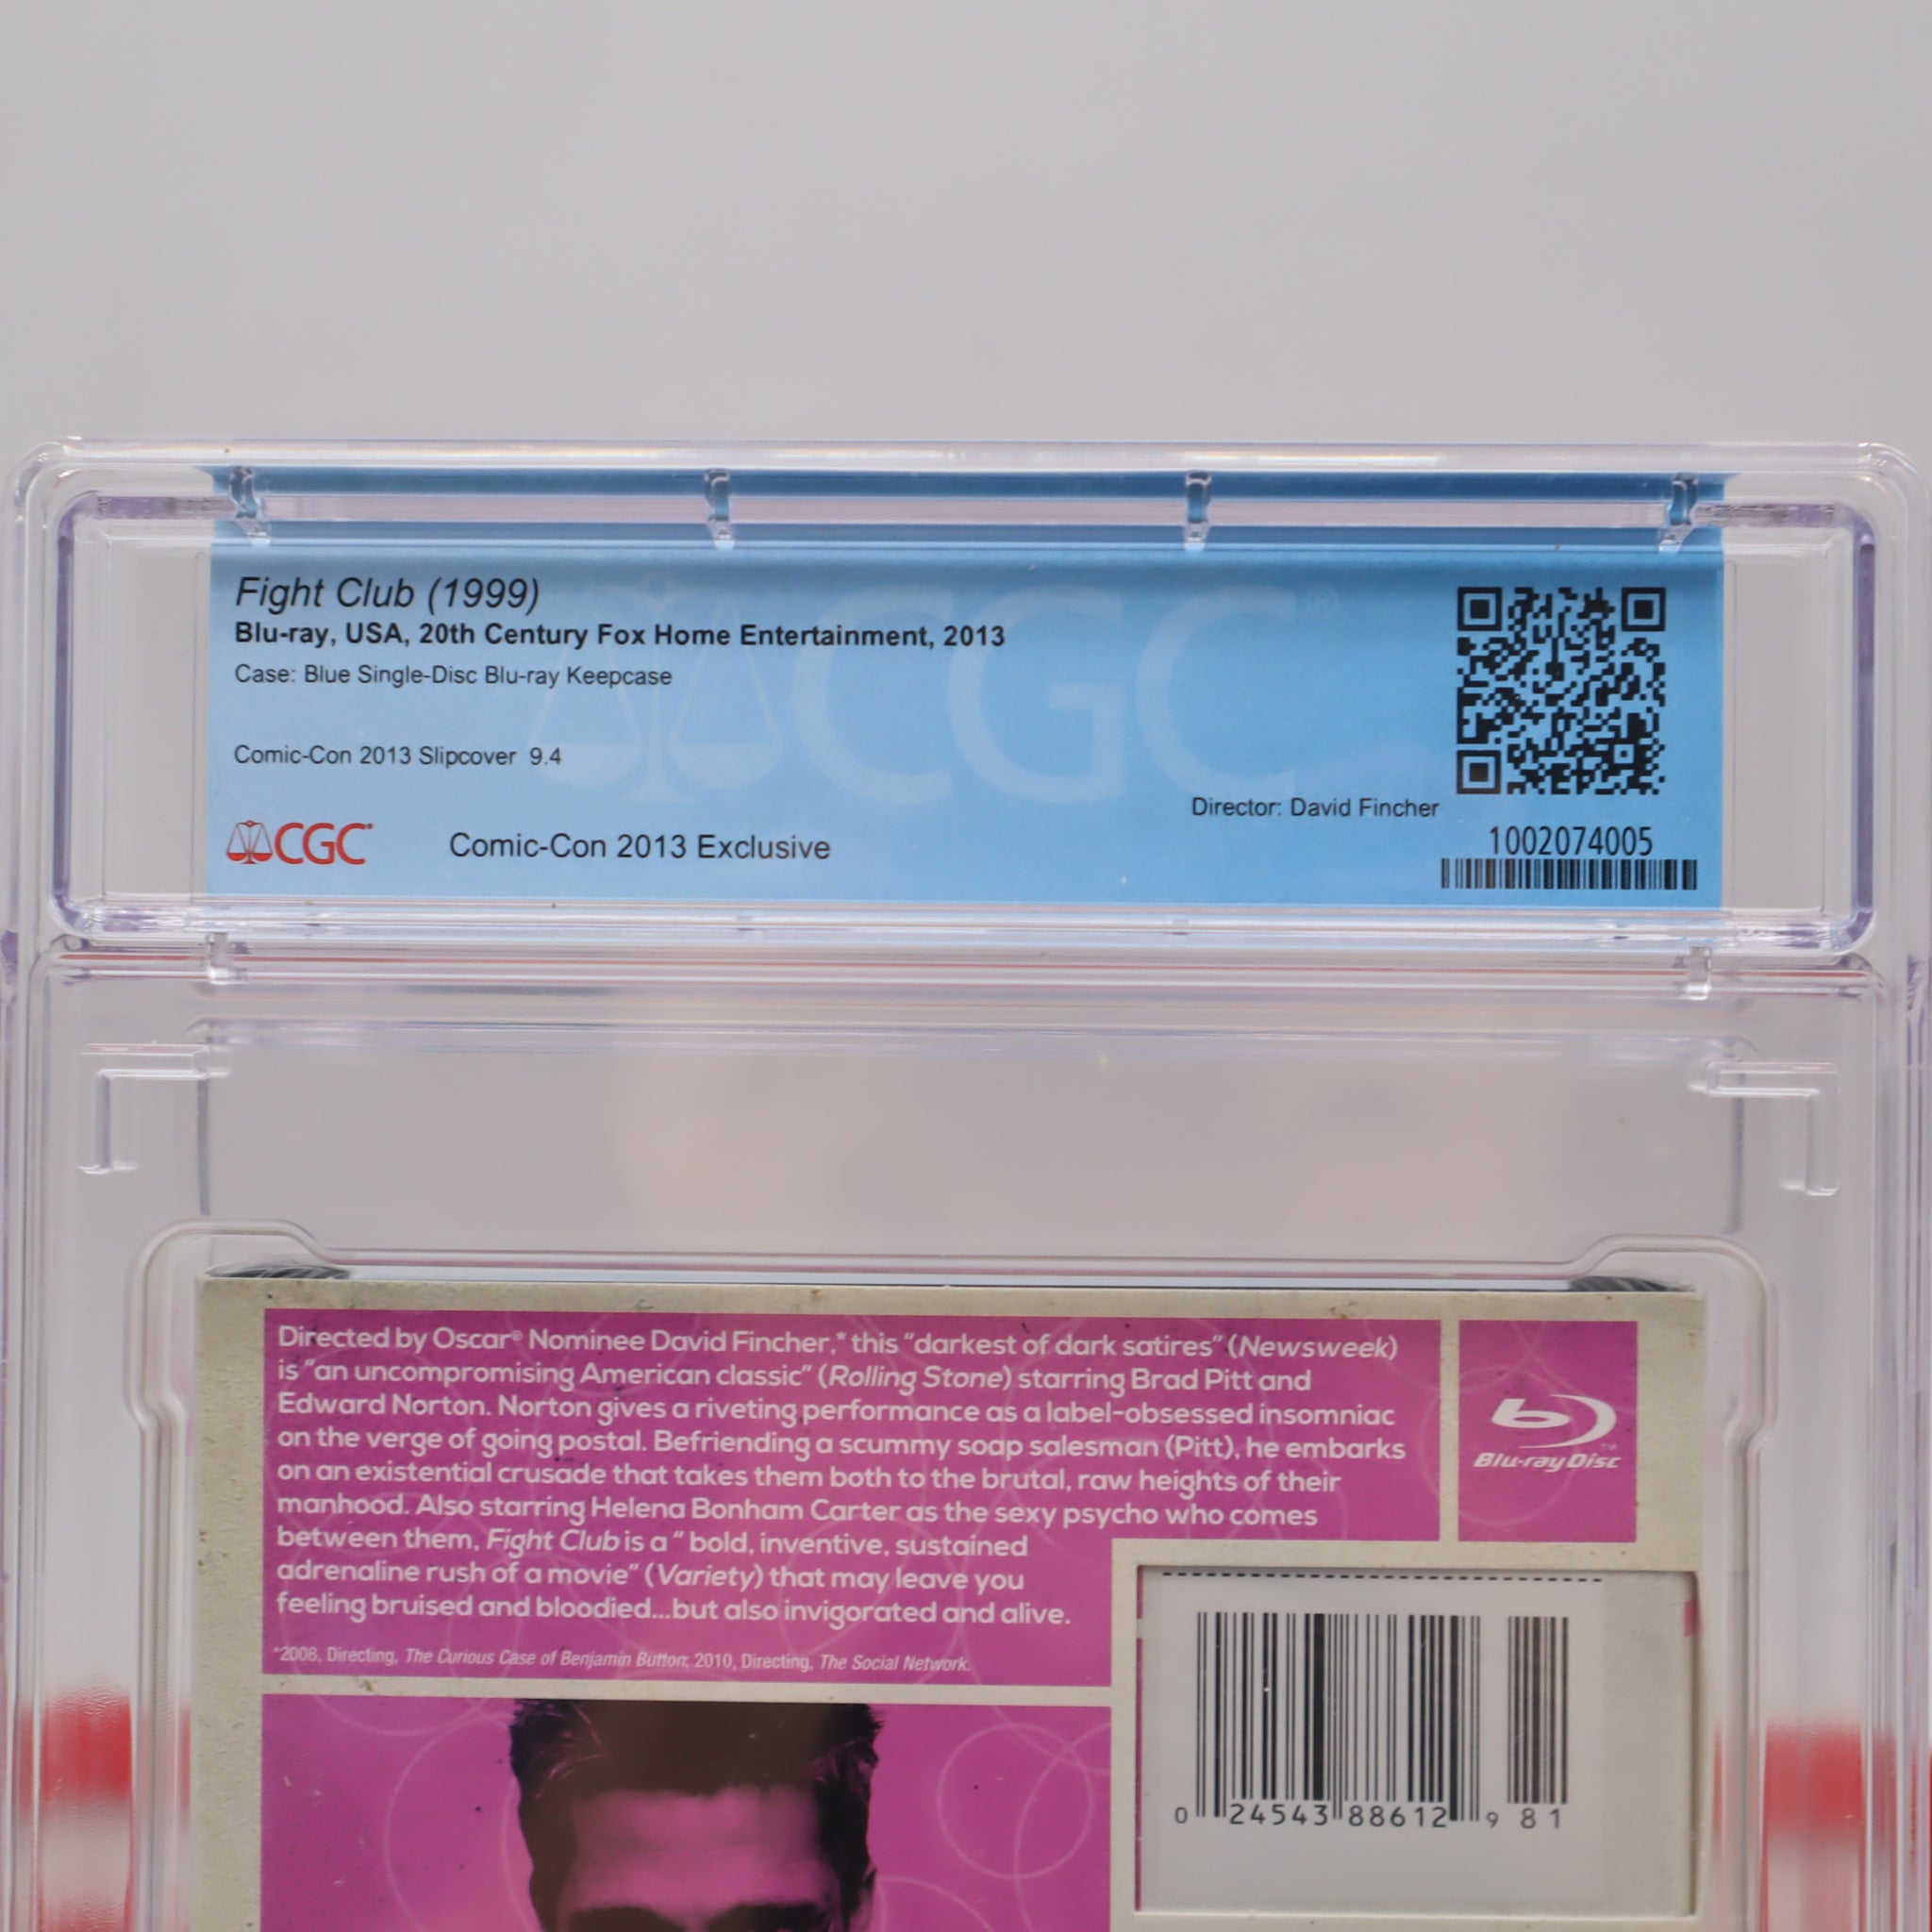 Fight Club (1999)
Blu-ray, USA, 20th Century Fox Home Entertainment, 2013
Case: Blue Single-Disc Blu-ray Keepcase
Comic-Con 2013 Slipcover 9.4
CGC®
Director: David Fincher
CGC
Comic-Con 2013 Exclusive
1002074005
Directed by Oscar® Nominee David Fincher,* this “darkest of dark satires” (Newsweek)
is “an uncompromising American classic” (Rolling Stone) starring Brad Pitt and
Edward Norton. Norton gives a riveting performance as a label-obsessed insomniac
on the verge of going postal. Befriending a scummy soap salesman (Pitt), he embarks
on an existential crusade that takes them both to the brutal, raw heights of their
manhood. Also starring Helena Bonham Carter as the sexy psycho who comes
between them, Fight Club is a “ bold, inventive, sustained
adrenaline rush of a movie” (Variety) that may leave you
feeling bruised and bloodied...but also invigorated and alive.
*2008, Directing, The Curious Case of Benjamin Button; 2010, Directing, The Social Network.
Blu-ray Disc™
0 24543 88612 9 81